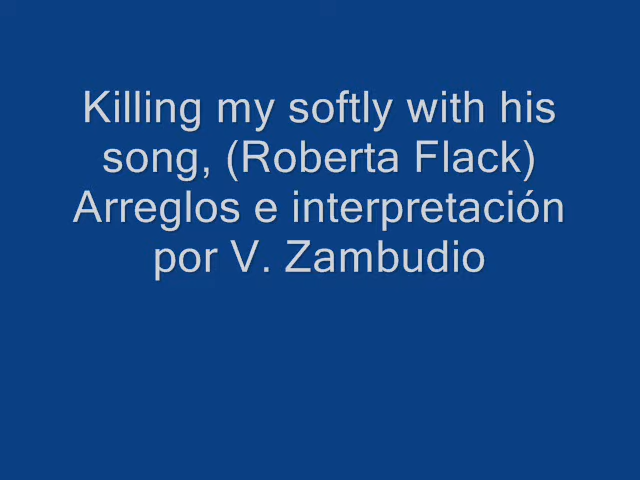 Killing my softly with his
song, (Roberta Flack)
Arreglos e interpretación
por V. Zambudio